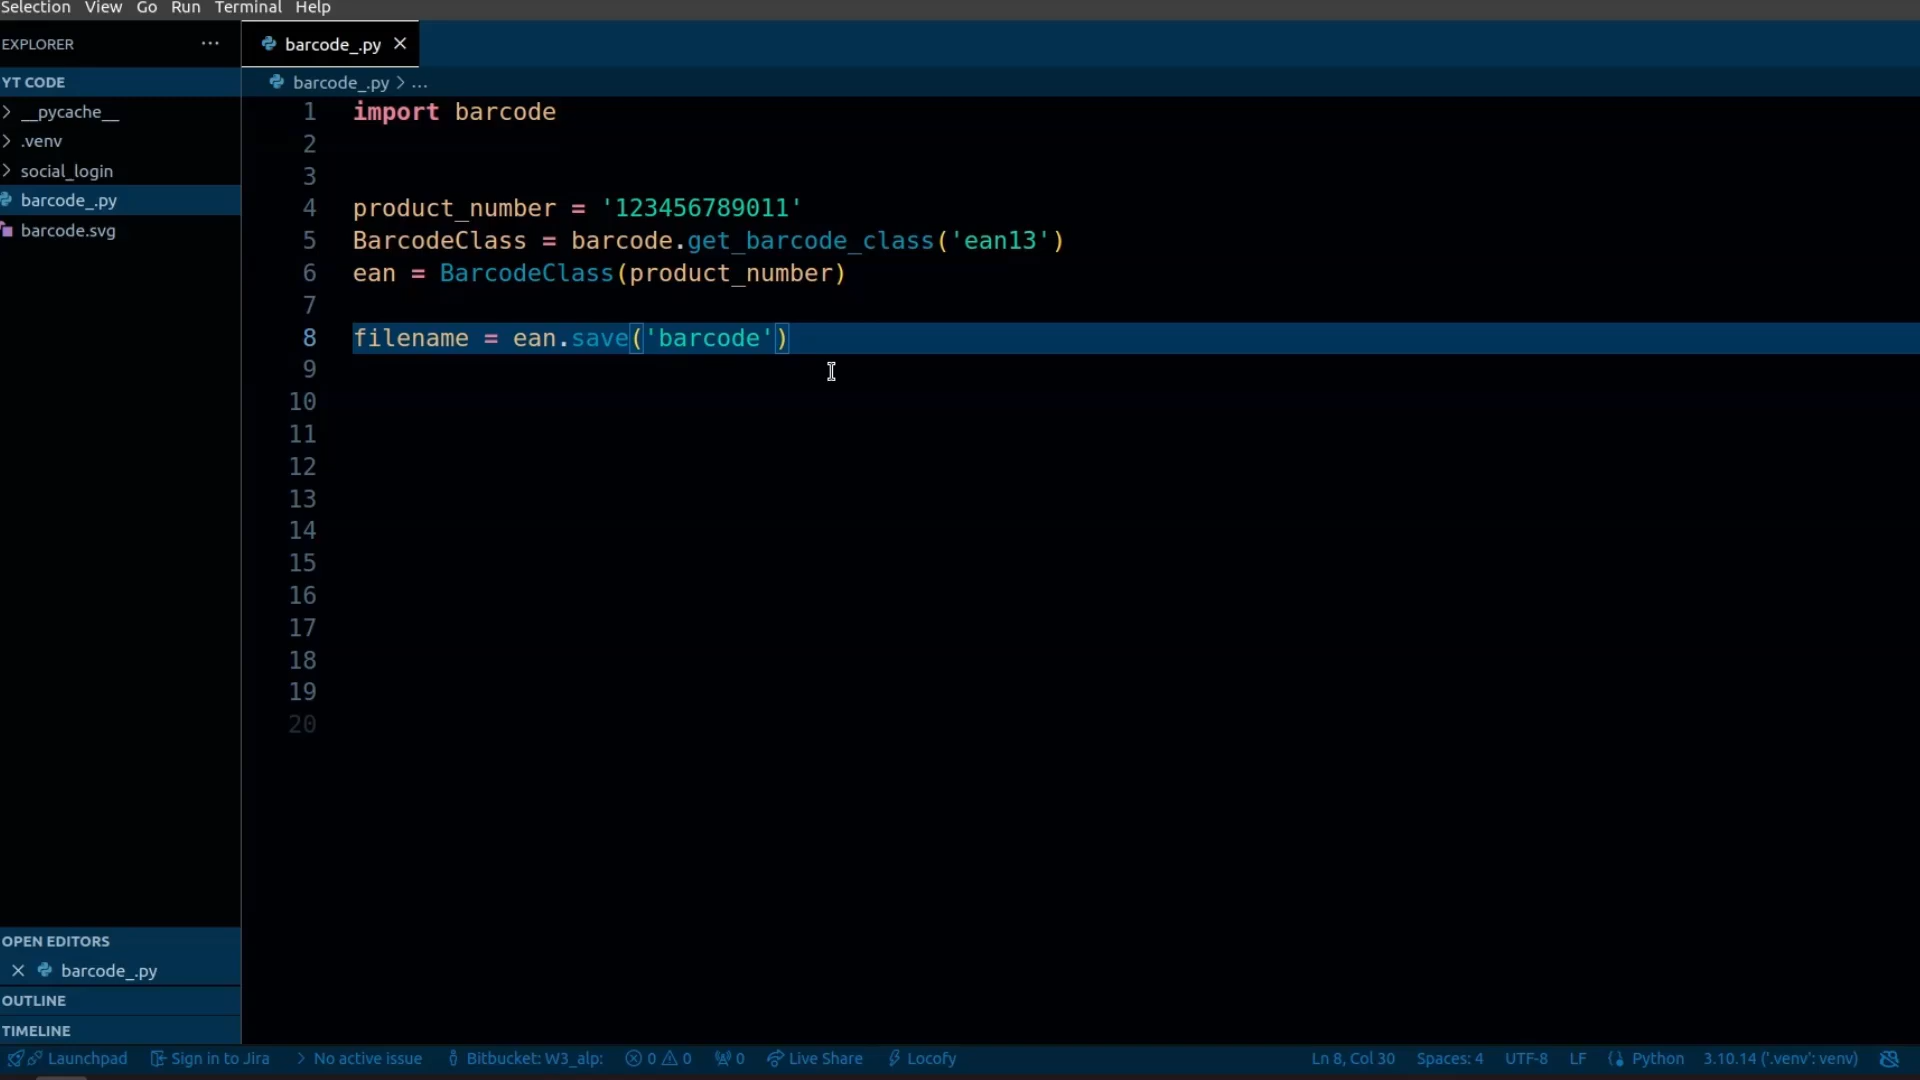 Selection View Go Run Terminal Help
EXPLORER ...
barcode_.py
YT CODE
barcode_.py > ...
__pycache__
.venv
social_login
barcode_.py
barcode.svg
1 import barcode
2
3
4 product_number = '123456789011'
5 BarcodeClass = barcode.get_barcode_class('ean13')
6 ean = BarcodeClass(product_number)
7
8 filename = ean.save('barcode')
9
10
11
12
13
14
15
16
17
18
19
20
OPEN EDITORS
barcode_.py
OUTLINE
TIMELINE
Launchpad Sign in to Jira > No active issue Bitbucket: W3_alp: 0 0 0 Live Share Locofy Ln 8, Col 30 Spaces: 4 UTF-8 LF Python 3.10.14 ('.venv': venv)